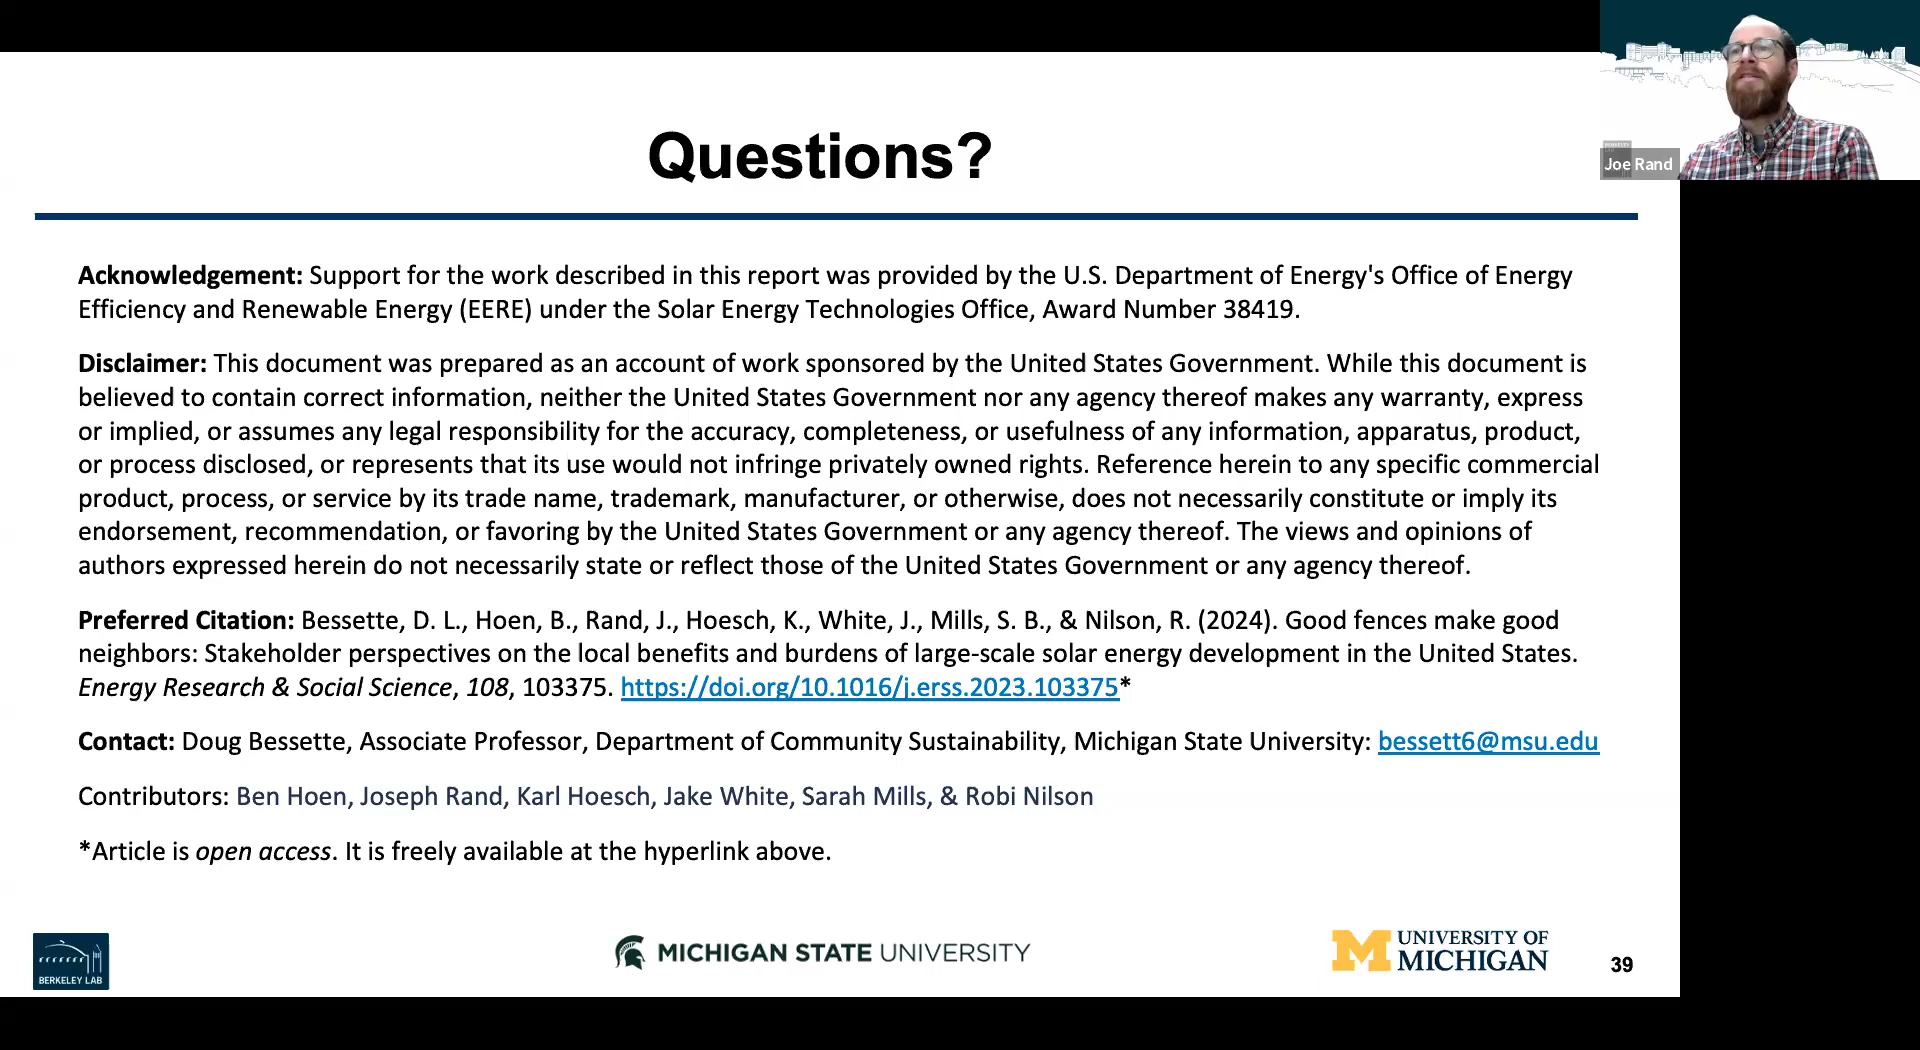 Questions?
Joe Rand
Acknowledgement: Support for the work described in this report was provided by the U.S. Department of Energy's Office of Energy
Efficiency and Renewable Energy (EERE) under the Solar Energy Technologies Office, Award Number 38419.
Disclaimer: This document was prepared as an account of work sponsored by the United States Government. While this document is
believed to contain correct information, neither the United States Government nor any agency thereof makes any warranty, express
or implied, or assumes any legal responsibility for the accuracy, completeness, or usefulness of any information, apparatus, product,
or process disclosed, or represents that its use would not infringe privately owned rights. Reference herein to any specific commercial
product, process, or service by its trade name, trademark, manufacturer, or otherwise, does not necessarily constitute or imply its
endorsement, recommendation, or favoring by the United States Government or any agency thereof. The views and opinions of
authors expressed herein do not necessarily state or reflect those of the United States Government or any agency thereof.
Preferred Citation: Bessette, D. L., Hoen, B., Rand, J., Hoesch, K., White, J., Mills, S. B., & Nilson, R. (2024). Good fences make good
neighbors: Stakeholder perspectives on the local benefits and burdens of large-scale solar energy development in the United States.
Energy Research & Social Science, 108, 103375. https://doi.org/10.1016/j.erss.2023.103375*
Contact: Doug Bessette, Associate Professor, Department of Community Sustainability, Michigan State University: bessett6@msu.edu
Contributors: Ben Hoen, Joseph Rand, Karl Hoesch, Jake White, Sarah Mills, & Robi Nilson
*Article is open access. It is freely available at the hyperlink above.
BERKELEY LAB
MICHIGAN STATE UNIVERSITY
M UNIVERSITY OF
MICHIGAN
39